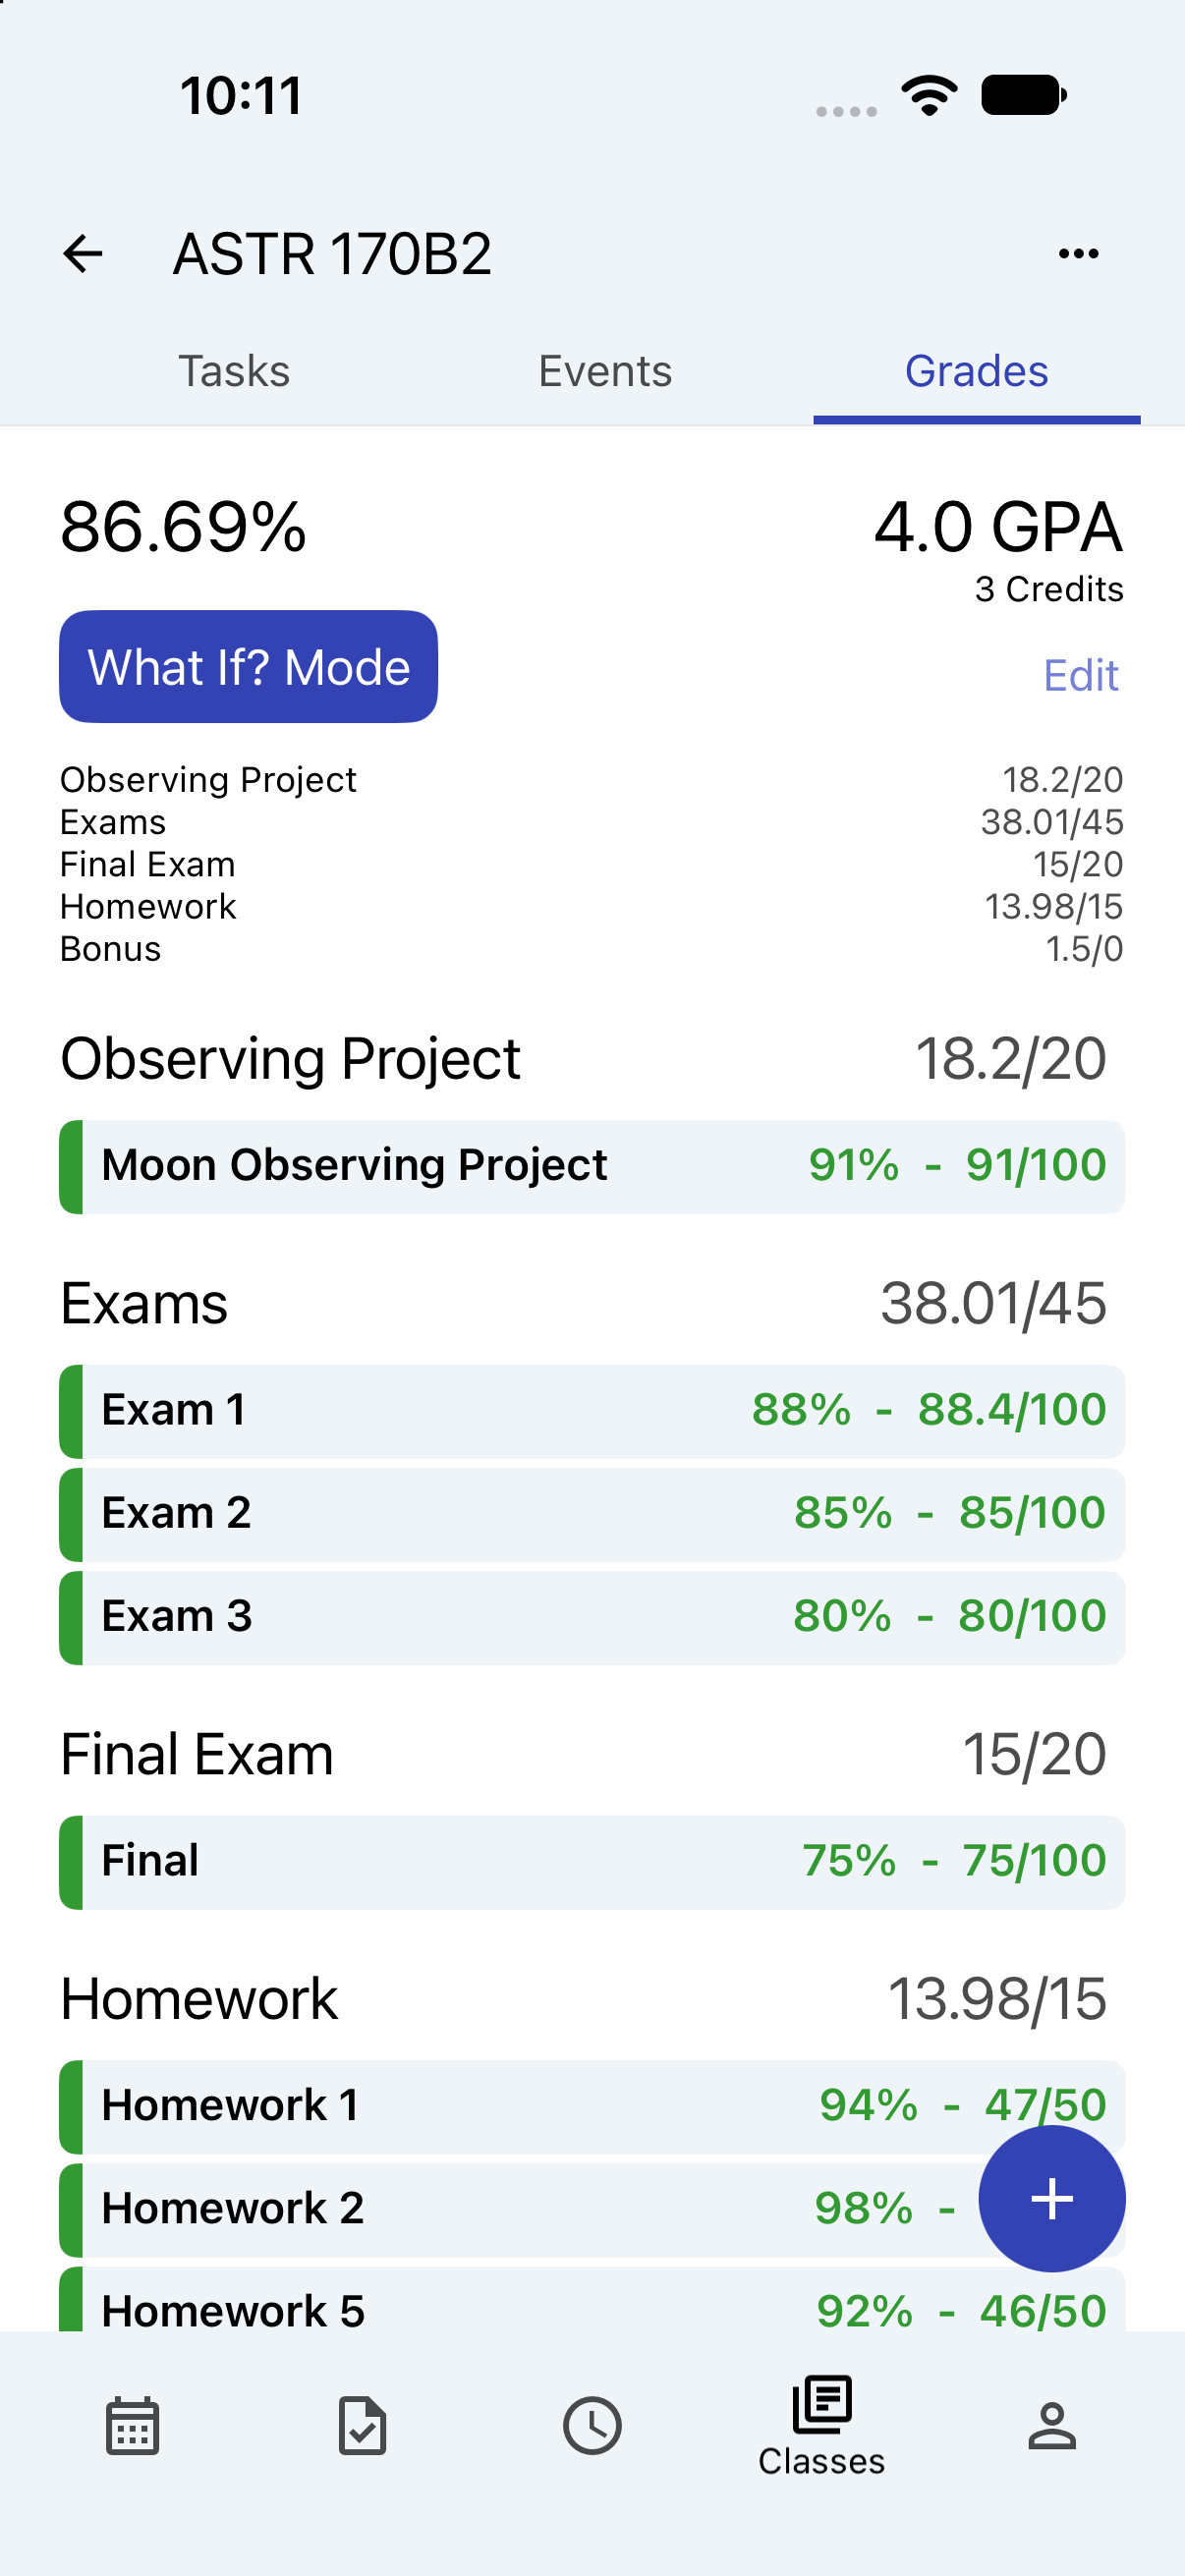 10:11
ASTR 170B2
Tasks Events Grades
86.69% 4.0 GPA
3 Credits
What If? Mode Edit
Observing Project 18.2/20
Exams 38.01/45
Final Exam 15/20
Homework 13.98/15
Bonus 1.5/0
Observing Project 18.2/20
Moon Observing Project 91% - 91/100
Exams 38.01/45
Exam 1 88% - 88.4/100
Exam 2 85% - 85/100
Exam 3 80% - 80/100
Final Exam 15/20
Final 75% - 75/100
Homework 13.98/15
Homework 1 94% - 47/50
Homework 2 98% -
Homework 5 92% - 46/50
Classes